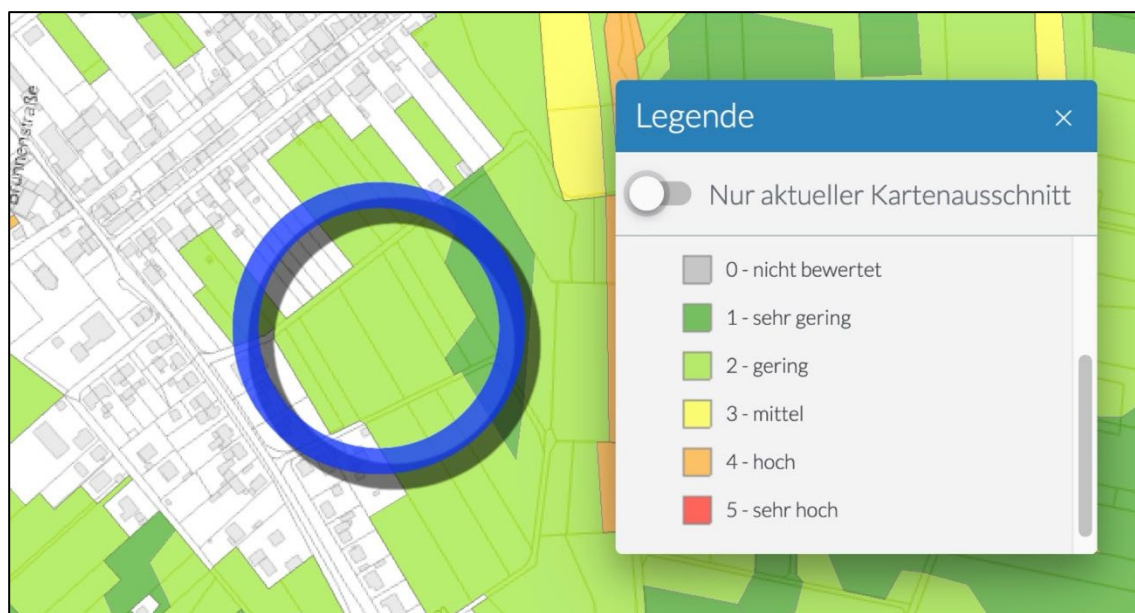 Brunnenstraße
Legende ×
Nur aktueller Kartenausschnitt
0 - nicht bewertet
1 - sehr gering
2 - gering
3 - mittel
4 - hoch
5 - sehr hoch